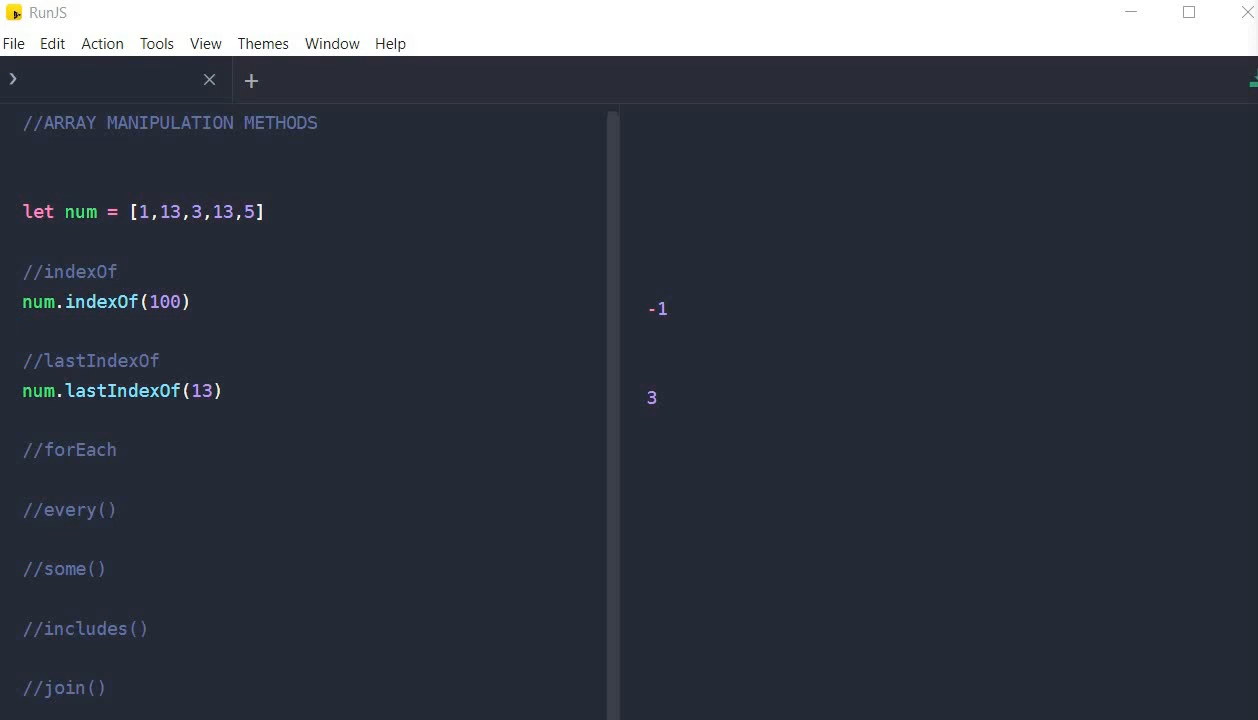 RunJS
File Edit Action Tools View Themes Window Help
//ARRAY MANIPULATION METHODS
let num = [1,13,3,13,5]
//indexOf
num.indexOf(100)
-1
//lastIndexOf
num.lastIndexOf(13)
3
//forEach
//every()
//some()
//includes()
//join()